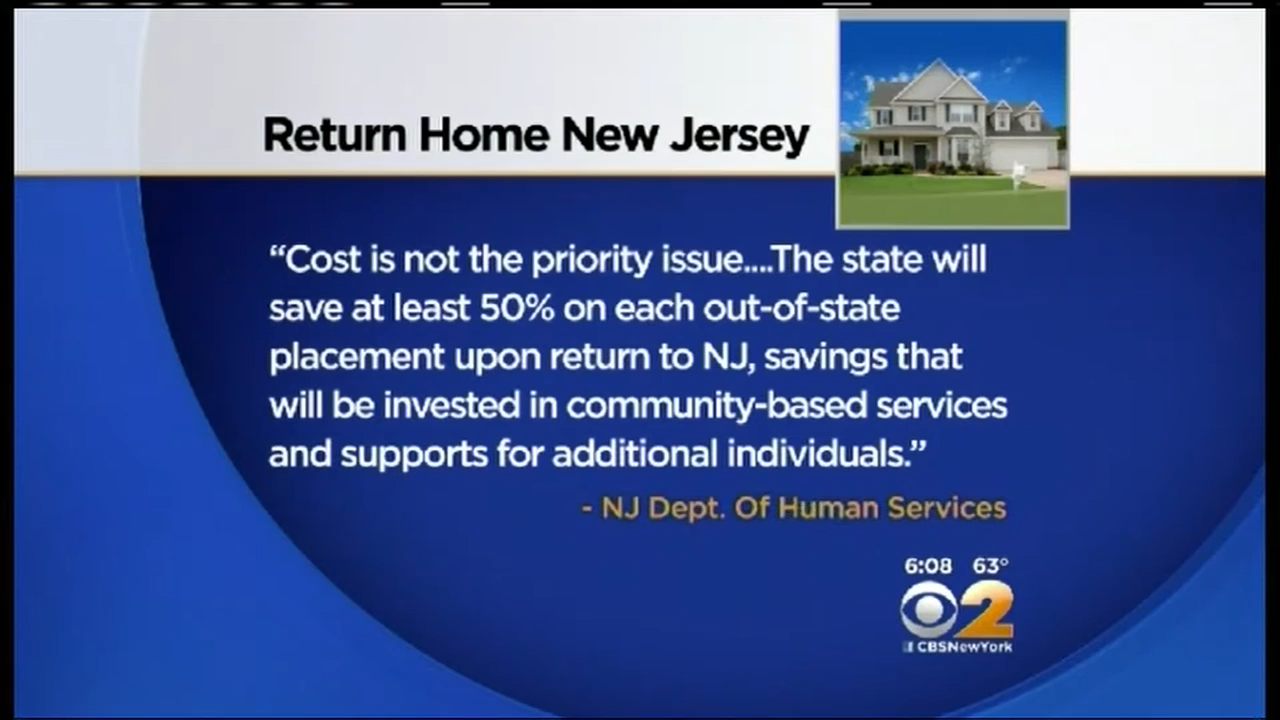 Return Home New Jersey
“Cost is not the priority issue....The state will
save at least 50% on each out-of-state
placement upon return to NJ, savings that
will be invested in community-based services
and supports for additional individuals.”
- NJ Dept. Of Human Services
6:08 63°
2
CBSNewYork